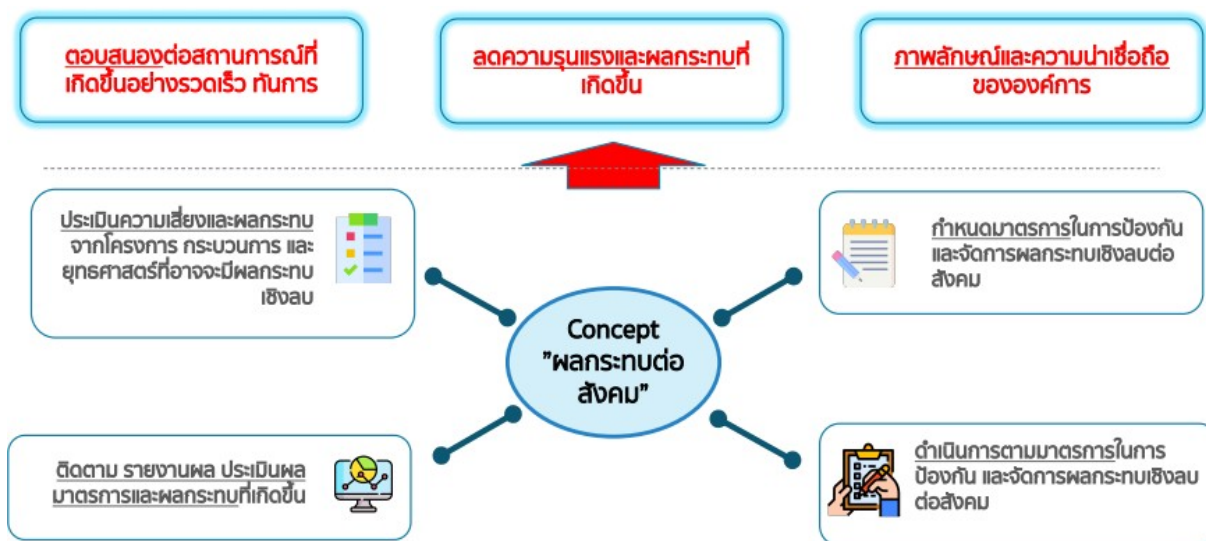 ตอบสนองต่อสถานการณ์ที่
เกิดขึ้นอย่างรวดเร็ว ทันการ
ลดความรุนแรงและผลกระทบที่
เกิดขึ้น
ภาพลักษณ์และความน่าเชื่อถือ
ขององค์การ
ประเมินความเสี่ยงและผลกระทบ
จากโครงการ กระบวนการ และ
ยุทธศาสตร์ที่อาจจะมีผลกระทบ
เชิงลบ
กำหนดมาตรการในการป้องกัน
และจัดการผลกระทบเชิงลบต่อ
สังคม
Concept
"ผลกระทบต่อ
สังคม"
ติดตาม รายงานผล ประเมินผล
มาตรการและผลกระทบที่เกิดขึ้น
ดำเนินการตามมาตรการในการ
ป้องกัน และจัดการผลกระทบเชิงลบ
ต่อสังคม